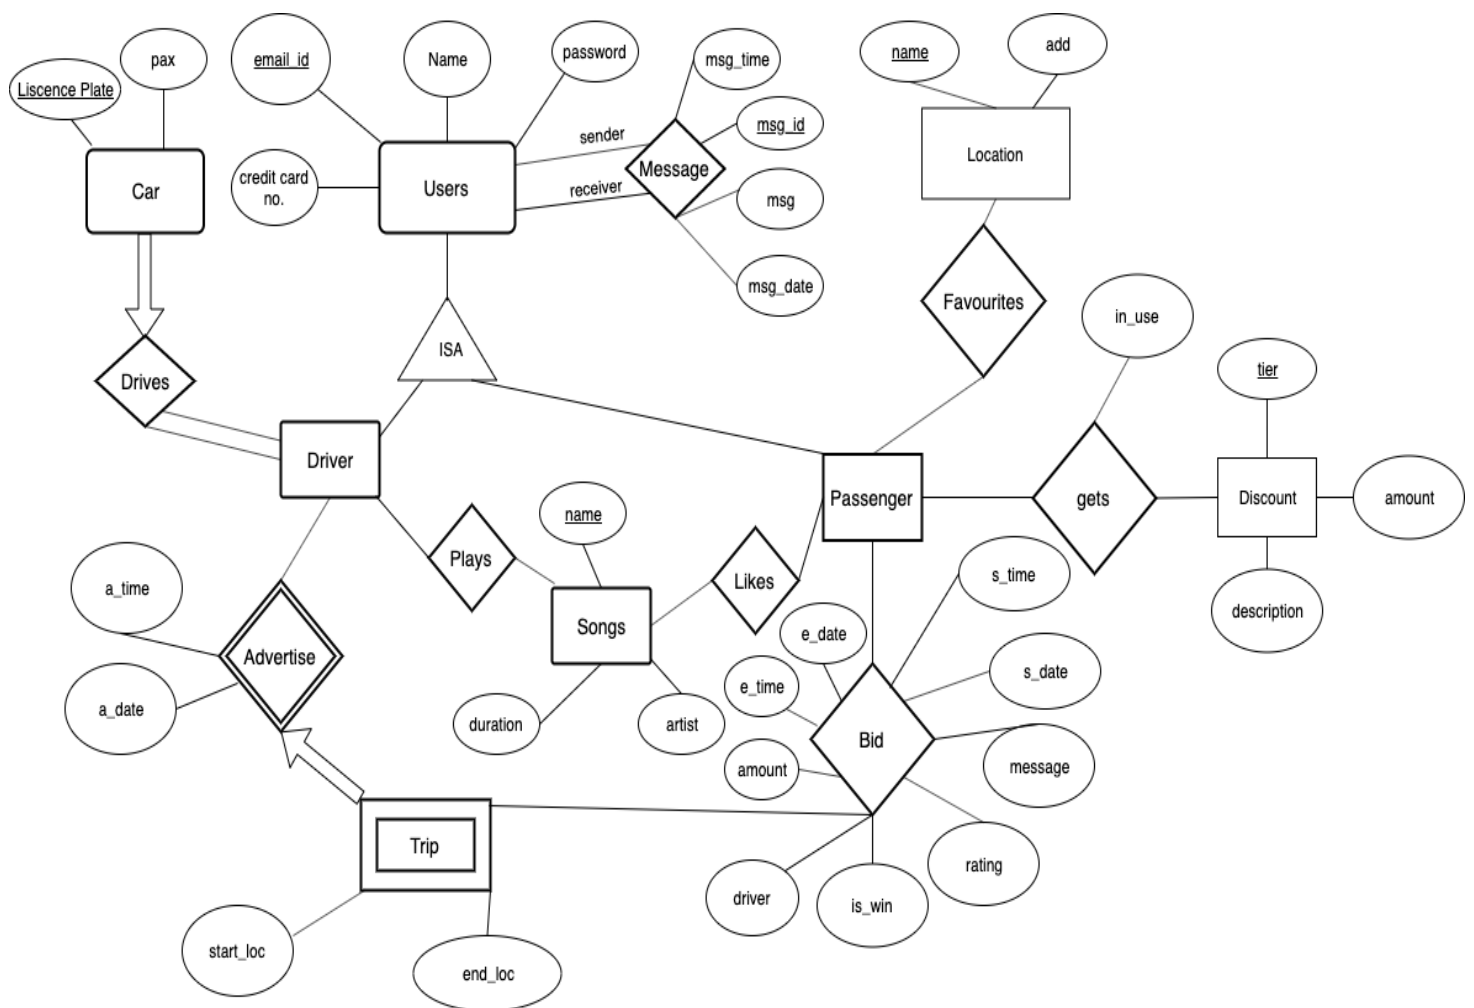 pax
Liscence Plate
Car
email_id
Name
password
credit card
no.
Users
sender
receiver
Message
msg_time
msg_id
msg
msg_date
name
add
Location
Favourites
ISA
Drives
Driver
in_use
tier
Passenger
gets
Discount
amount
description
Plays
name
Songs
Likes
duration
artist
a_time
a_date
Advertise
s_time
e_date
s_date
e_time
Bid
amount
message
rating
driver
is_win
Trip
start_loc
end_loc